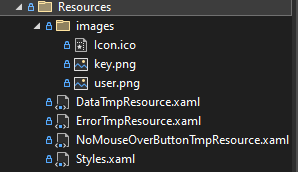 Resources
images
Icon.ico
key.png
user.png
DataTmpResource.xaml
ErrorTmpResource.xaml
NoMouseOverButtonTmpResource.xaml
Styles.xaml